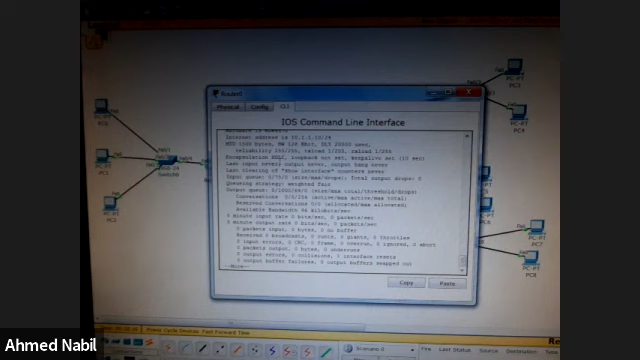 Router0
Physical
Config
CLI
IOS Command Line Interface
Internet address is 10.1.1.10/24
MTU 1500 bytes, BW 128 Kbit, DLY 20000 usec,
reliability 255/255, txload 1/255, rxload 1/255
Encapsulation HDLC, loopback not set, keepalive set (10 sec)
Last input never, output never, output hang never
Last clearing of "show interface" counters never
Input queue: 0/75/0 (size/max/drops); Total output drops: 0
Queueing strategy: weighted fair
Output queue: 0/1000/64/0 (size/max total/threshold/drops)
Conversations 0/0/256 (active/max active/max total)
Reserved Conversations 0/0 (allocated/max allocated)
Available Bandwidth 96 kilobits/sec
5 minute input rate 0 bits/sec, 0 packets/sec
5 minute output rate 0 bits/sec, 0 packets/sec
0 packets input, 0 bytes, 0 no buffer
Received 0 broadcasts, 0 runts, 0 giants, 0 throttles
0 input errors, 0 CRC, 0 frame, 0 overrun, 0 ignored, 0 abort
0 packets output, 0 bytes, 0 underruns
0 output errors, 0 collisions, 1 interface resets
0 output buffer failures, 0 output buffers swapped out
--More--
Copy
Paste
PC3
PC4
PC-PT
PC7
PC-PT
PC8
PC1
PC2
Power Cycle Devices Fast Forward Time
Scenario 0
Fire
Last Status
Source
Destination
Ahmed Nabil